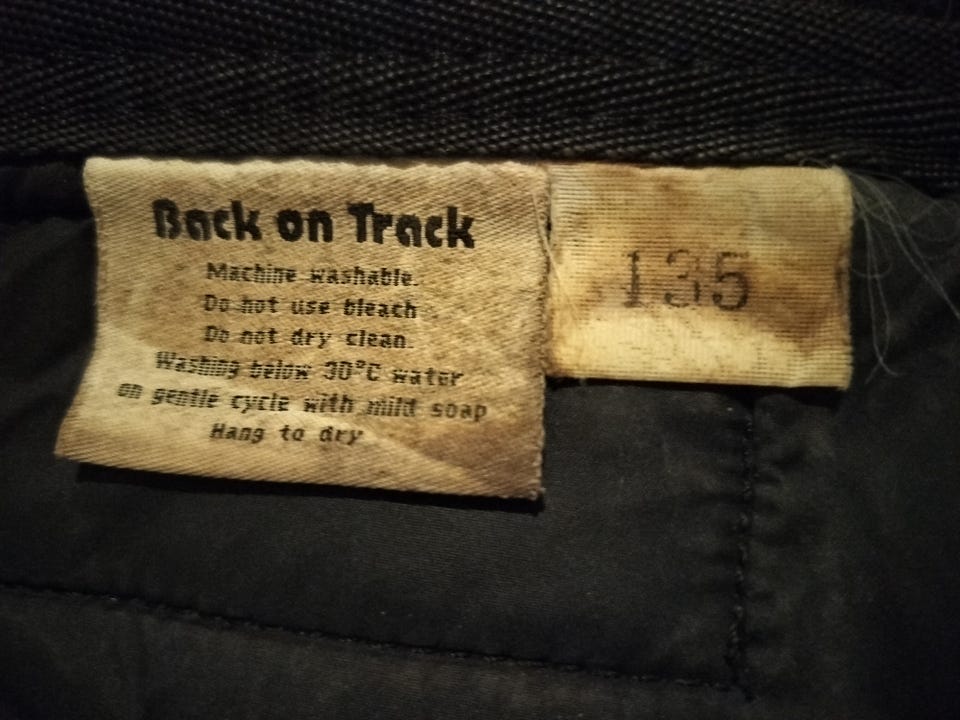 Back on Track
Machine washable.
Do not use bleach
Do not dry clean.
Washing below 30°C water
on gentle cycle with mild soap
Hang to dry
135